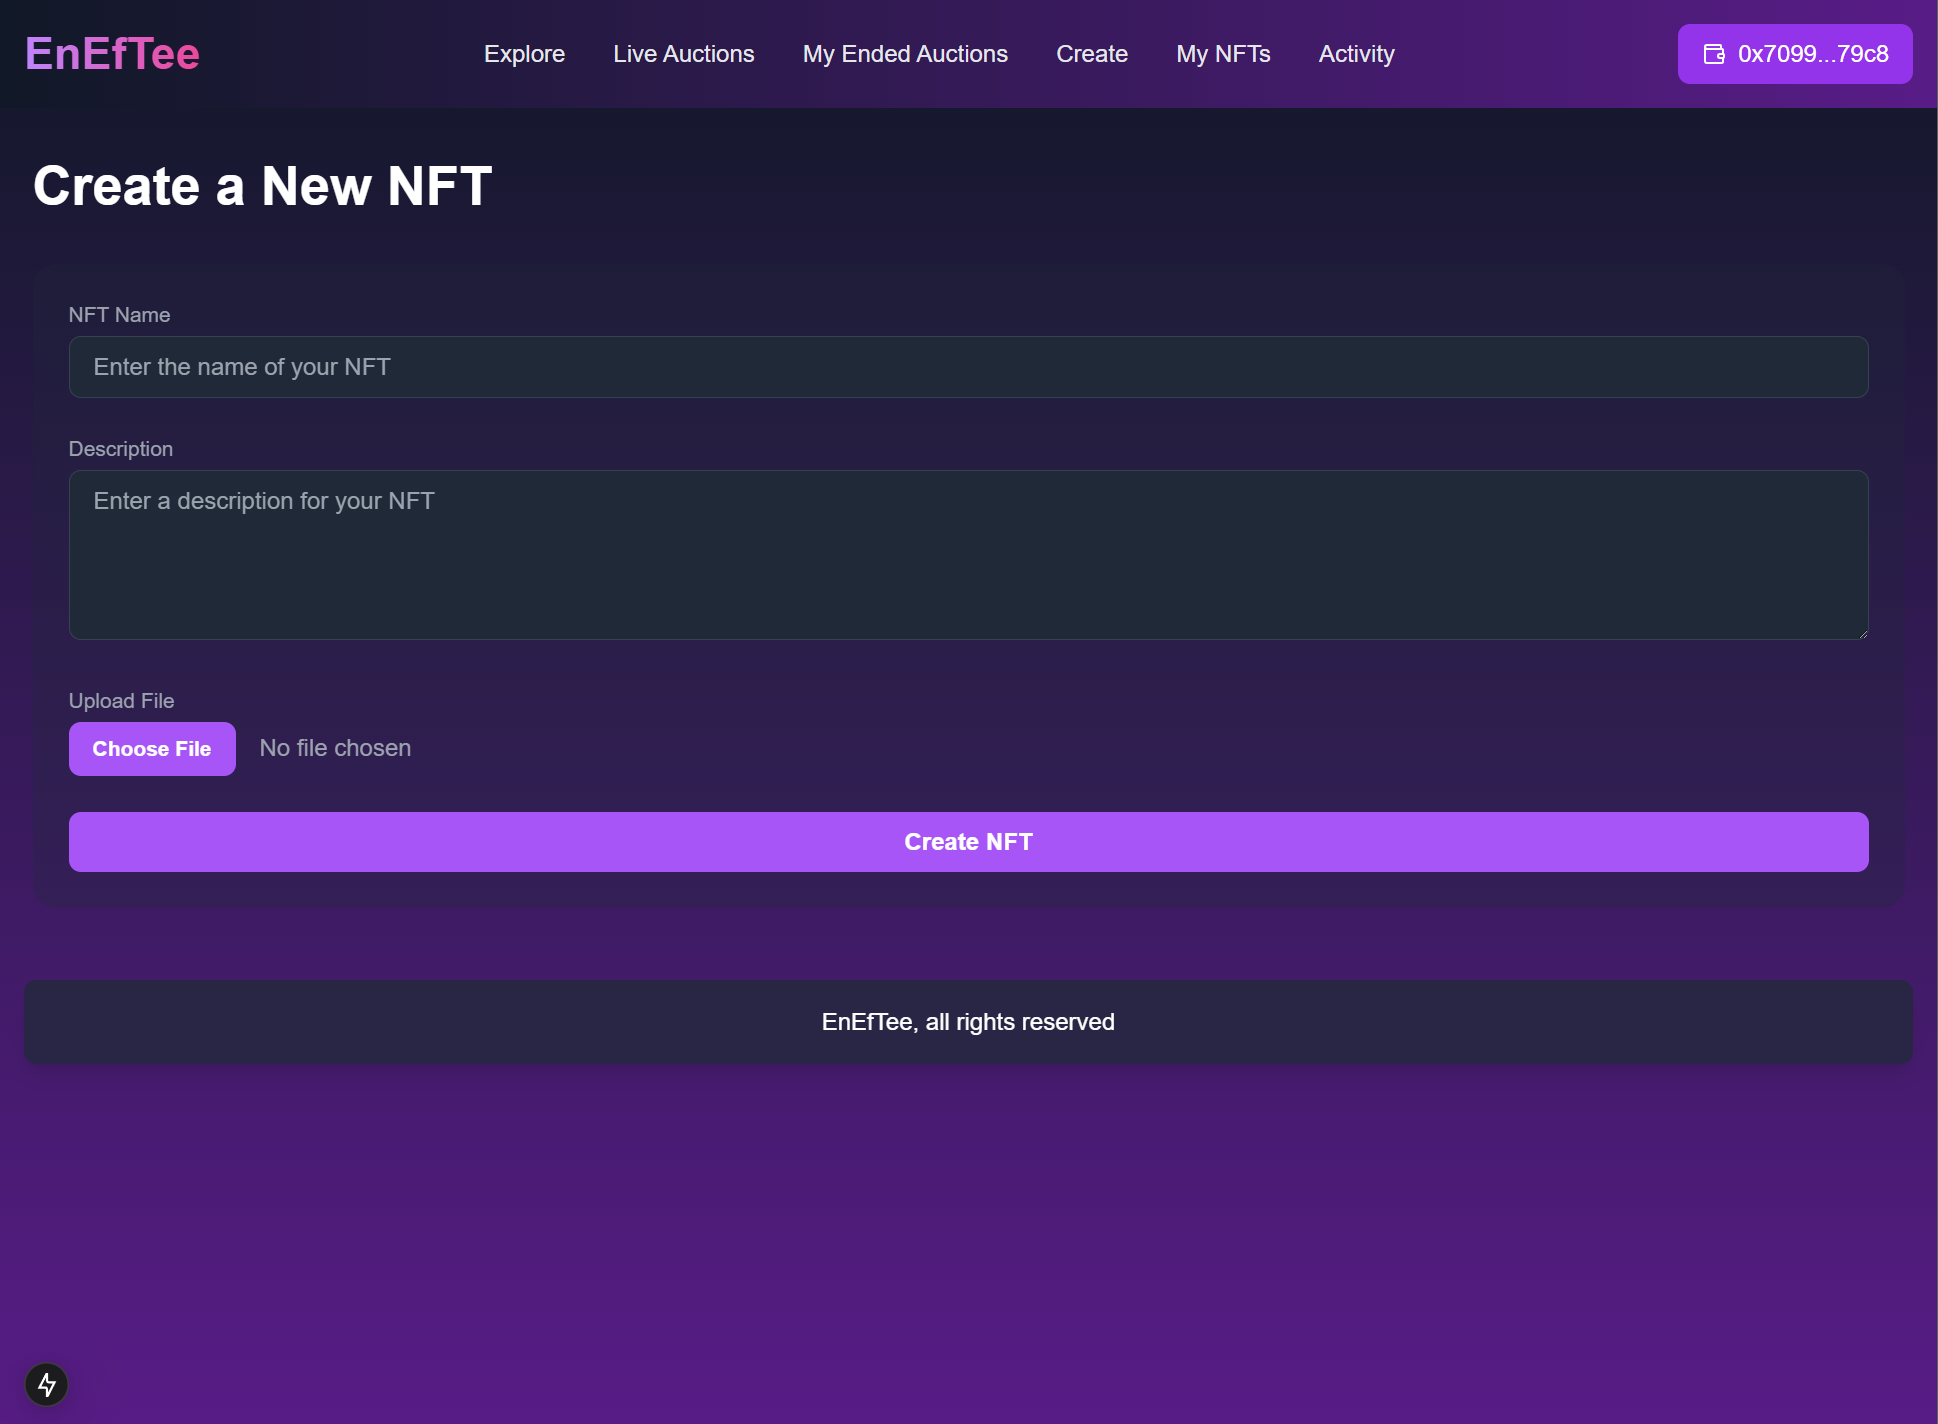 EnEfTee
Explore
Live Auctions
My Ended Auctions
Create
My NFTs
Activity
0x7099...79c8
Create a New NFT
NFT Name
Enter the name of your NFT
Description
Enter a description for your NFT
Upload File
Choose File
No file chosen
Create NFT
EnEfTee, all rights reserved